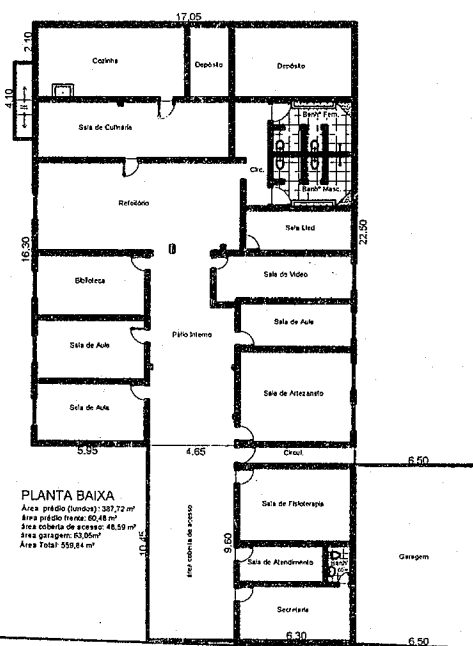 17.05
2.10
4.10
Cozinha
Depósito
Depósito
Sala de Culinária
Banhº Fem.
Circ.
Banhº Masc.
Refeitório
Sala Lied
22.50
16.30
Sala de Vídeo
Biblioteca
Pátio Interno
Sala de Aula
Sala de Aula
Sala de Artezanato
Sala de Aula
5.95
4.65
Circul.
6.50
PLANTA BAIXA
Área prédio (fundos): 387,72 m²
área prédio frente: 60,48 m²
área coberta de acesso: 48,59 m²
área garagem: 63,05m²
Área Total: 559,84 m²
10.45
área coberta de acesso
9.60
Sala de Fisioterapia
Garagem
Sala de Atendimento
Banhº
Secretaria
6.30
6.50